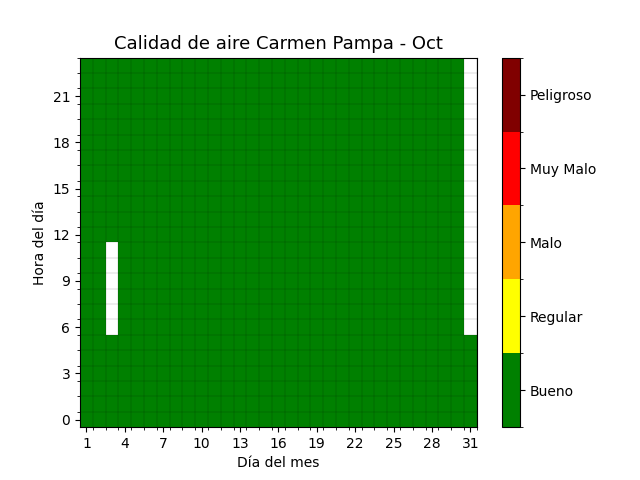 Calidad de aire Carmen Pampa - Oct
Hora del día
21
18
15
12
9
6
3
0
1 4 7 10 13 16 19 22 25 28 31
Día del mes
Peligroso
Muy Malo
Malo
Regular
Bueno